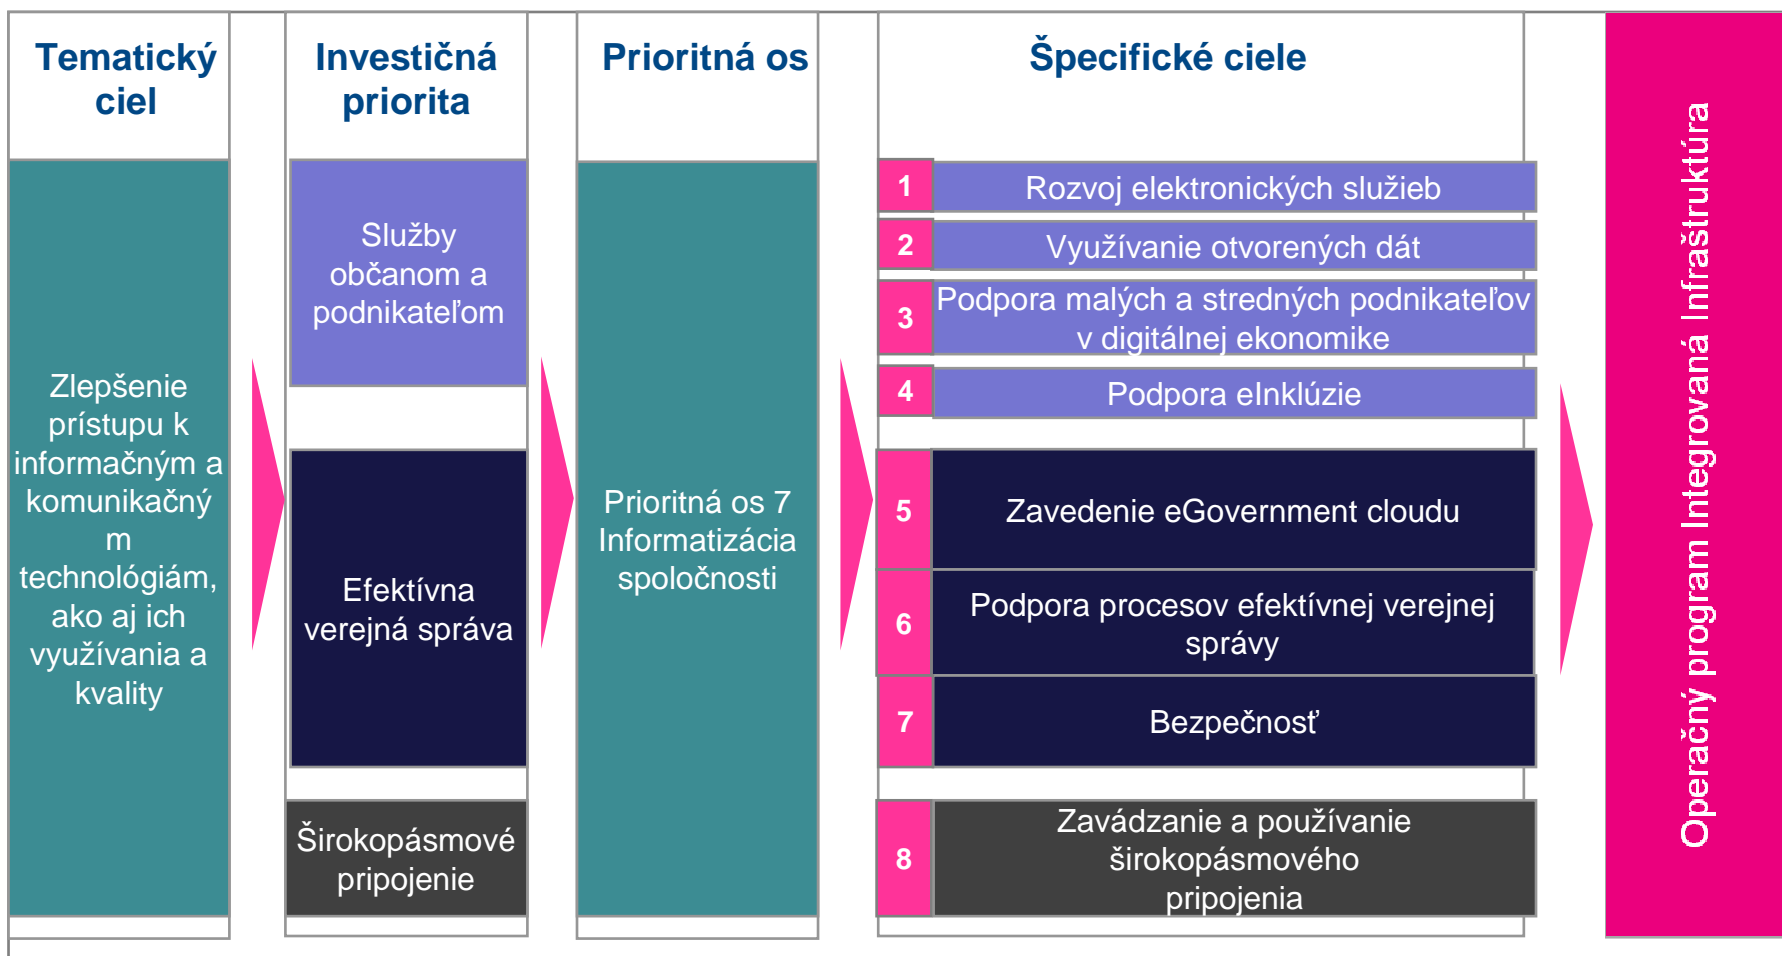 Tematický
ciel
Investičná
priorita
Prioritná os
Špecifické ciele
Zlepšenie
prístupu k
informačným a
komunikačný
m
technológiám,
ako aj ich
využívania a
kvality
Služby
občanom a
podnikateľom
Efektívna
verejná správa
Širokopásmové
pripojenie
Prioritná os 7
Informatizácia
spoločnosti
1 Rozvoj elektronických služieb
2 Využívanie otvorených dát
3 Podpora malých a stredných podnikateľov
v digitálnej ekonomike
4 Podpora eInklúzie
5 Zavedenie eGovernment cloudu
6 Podpora procesov efektívnej verejnej
správy
7 Bezpečnosť
8 Zavádzanie a používanie
širokopásmového
pripojenia
Operačný program Integrovaná Infraštruktúra